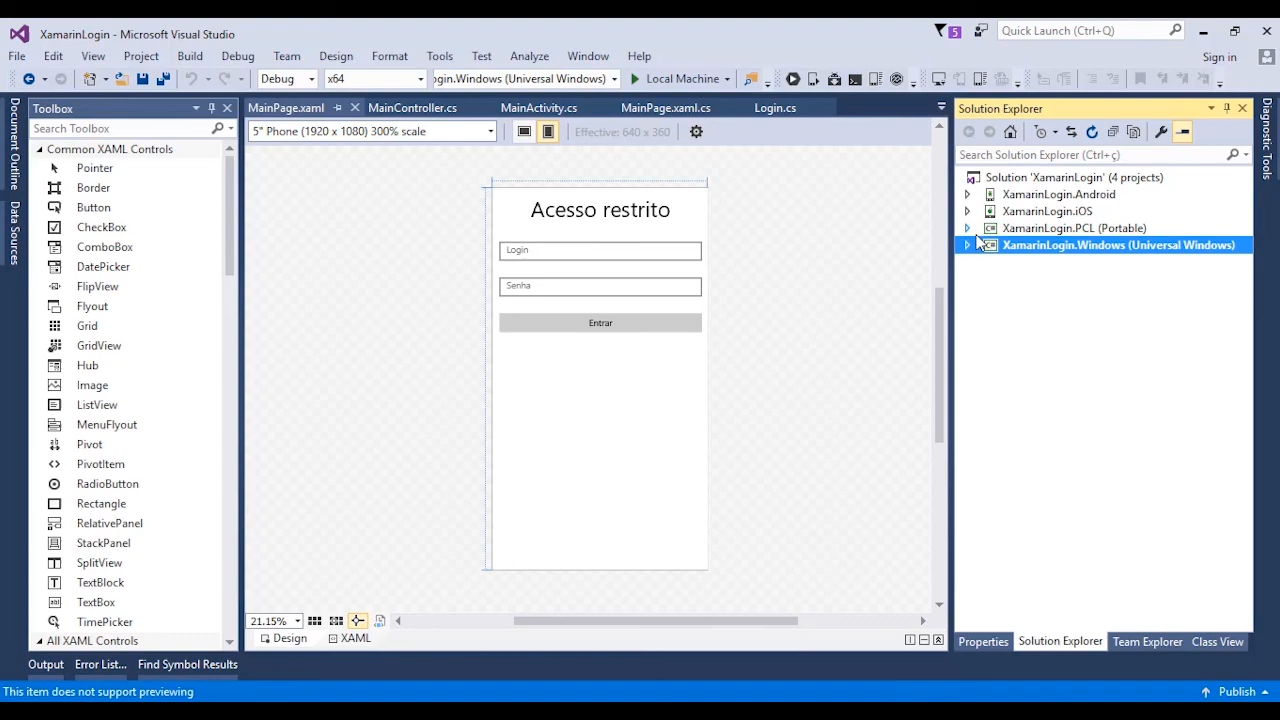 XamarinLogin - Microsoft Visual Studio
5
Quick Launch (Ctrl+Q)
File Edit View Project Build Debug Team Design Format Tools Test Analyze Window Help
Sign in
Debug x64 ogin.Windows (Universal Windows) Local Machine
Document Outline
Data Sources
Toolbox
Search Toolbox
Common XAML Controls
Pointer
Border
Button
CheckBox
ComboBox
DatePicker
FlipView
Flyout
Grid
GridView
Hub
Image
ListView
MenuFlyout
Pivot
PivotItem
RadioButton
Rectangle
RelativePanel
StackPanel
SplitView
TextBlock
TextBox
TimePicker
All XAML Controls
MainPage.xaml MainController.cs MainActivity.cs MainPage.xaml.cs Login.cs
5" Phone (1920 x 1080) 300% scale Effective: 640 x 360
Acesso restrito
Login
Senha
Entrar
21.15%
Design XAML
Solution Explorer
Search Solution Explorer (Ctrl+ç)
Solution 'XamarinLogin' (4 projects)
XamarinLogin.Android
XamarinLogin.iOS
XamarinLogin.PCL (Portable)
XamarinLogin.Windows (Universal Windows)
Properties Solution Explorer Team Explorer Class View
Diagnostic Tools
Output Error List... Find Symbol Results
This item does not support previewing
Publish